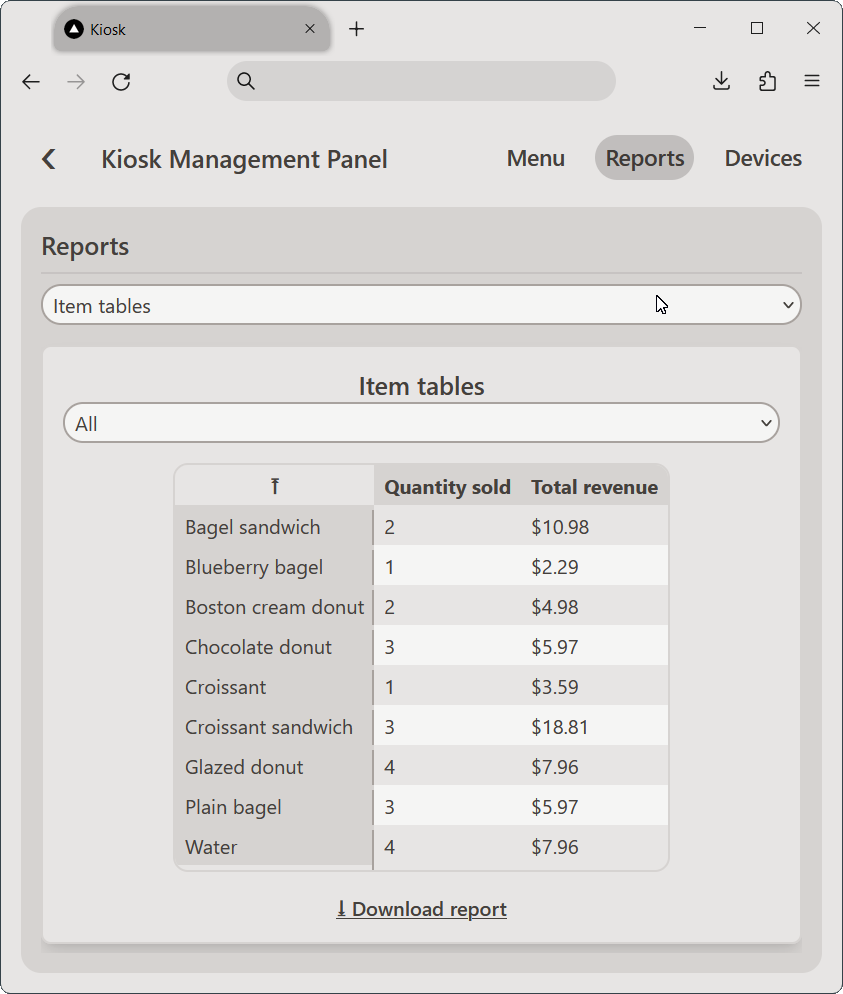 Kiosk
Kiosk Management Panel Menu Reports Devices
Reports
Item tables
Item tables
All
Quantity sold Total revenue
Bagel sandwich 2 $10.98
Blueberry bagel 1 $2.29
Boston cream donut 2 $4.98
Chocolate donut 3 $5.97
Croissant 1 $3.59
Croissant sandwich 3 $18.81
Glazed donut 4 $7.96
Plain bagel 3 $5.97
Water 4 $7.96
Download report